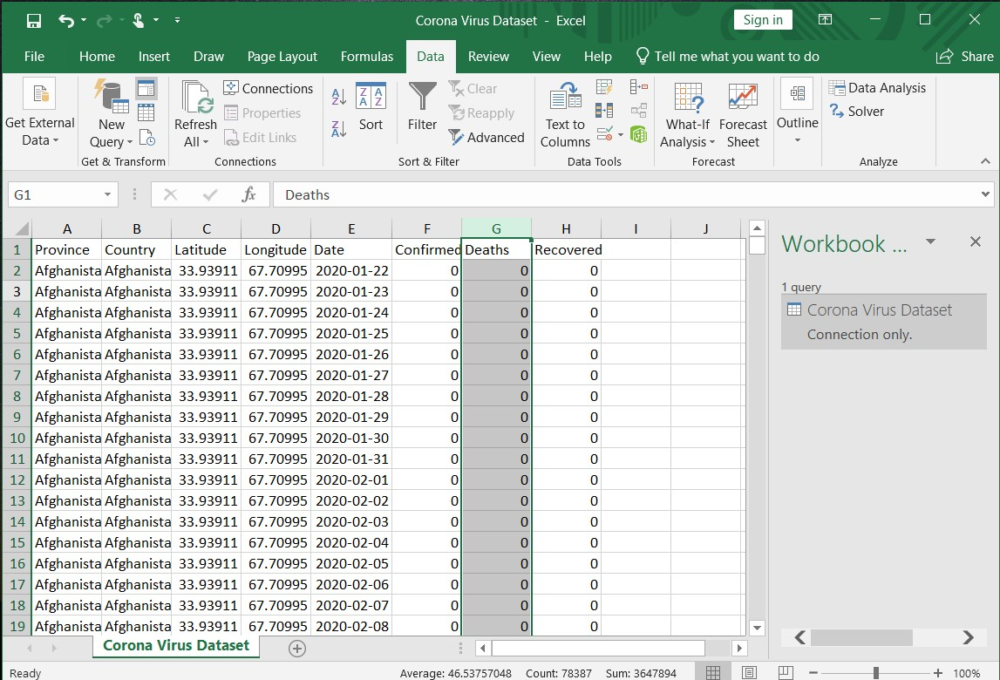 Corona Virus Dataset - Excel
Sign in
File Home Insert Draw Page Layout Formulas Data Review View Help Tell me what you want to do Share
Get External Data
New Query
Get & Transform
Refresh All
Connections
Properties
Edit Links
Connections
Sort
Filter
Clear
Reapply
Advanced
Sort & Filter
Text to Columns
Data Tools
What-If Analysis
Forecast Sheet
Forecast
Outline
Data Analysis
Solver
Analyze
G1 fx Deaths
A B C D E F G H I J
1 Province Country Latitude Longitude Date Confirmed Deaths Recovered
2 Afghanista Afghanista 33.93911 67.70995 2020-01-22 0 0 0
3 Afghanista Afghanista 33.93911 67.70995 2020-01-23 0 0 0
4 Afghanista Afghanista 33.93911 67.70995 2020-01-24 0 0 0
5 Afghanista Afghanista 33.93911 67.70995 2020-01-25 0 0 0
6 Afghanista Afghanista 33.93911 67.70995 2020-01-26 0 0 0
7 Afghanista Afghanista 33.93911 67.70995 2020-01-27 0 0 0
8 Afghanista Afghanista 33.93911 67.70995 2020-01-28 0 0 0
9 Afghanista Afghanista 33.93911 67.70995 2020-01-29 0 0 0
10 Afghanista Afghanista 33.93911 67.70995 2020-01-30 0 0 0
11 Afghanista Afghanista 33.93911 67.70995 2020-01-31 0 0 0
12 Afghanista Afghanista 33.93911 67.70995 2020-02-01 0 0 0
13 Afghanista Afghanista 33.93911 67.70995 2020-02-02 0 0 0
14 Afghanista Afghanista 33.93911 67.70995 2020-02-03 0 0 0
15 Afghanista Afghanista 33.93911 67.70995 2020-02-04 0 0 0
16 Afghanista Afghanista 33.93911 67.70995 2020-02-05 0 0 0
17 Afghanista Afghanista 33.93911 67.70995 2020-02-06 0 0 0
18 Afghanista Afghanista 33.93911 67.70995 2020-02-07 0 0 0
19 Afghanista Afghanista 33.93911 67.70995 2020-02-08 0 0 0
Workbook ...
1 query
Corona Virus Dataset
Connection only.
Corona Virus Dataset
Ready Average: 46.53757048 Count: 78387 Sum: 3647894 100%